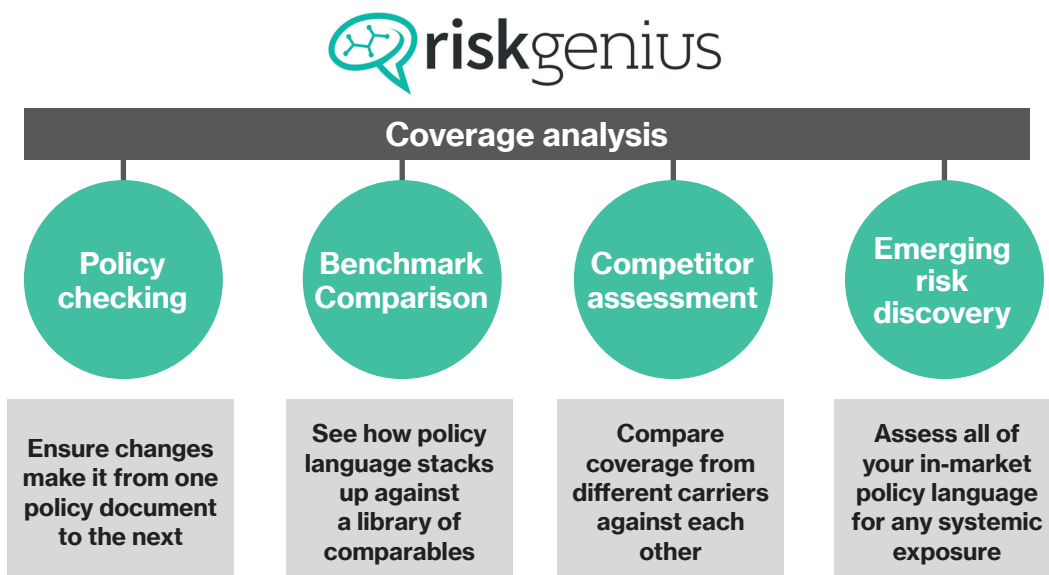 riskgenius
Coverage analysis
Policy
checking
Benchmark
Comparison
Competitor
assessment
Emerging
risk
discovery
Ensure changes
make it from one
policy document
to the next
See how policy
language stacks
up against
a library of
comparables
Compare
coverage from
different carriers
against each
other
Assess all of
your in-market
policy language
for any systemic
exposure